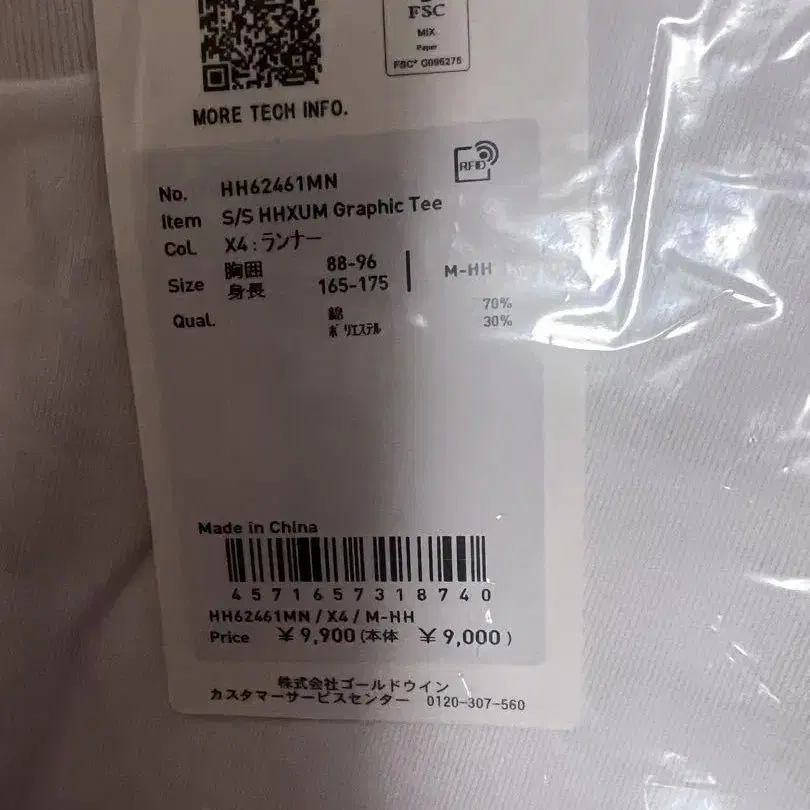 FSC
MIX
Paper
FSC® G096275
MORE TECH INFO.
RFID
No. HH62461MN
Item S/S HHXUM Graphic Tee
Col. X4:ランナー
Size 胸囲 88-96 M-HH
身長 165-175
Qual. 綿 70%
ポリエステル 30%
Made in China
4571657318740
HH62461MN / X4 / M-HH
Price ¥9,900(本体 ¥9,000)
株式会社ゴールドウイン
カスタマーサービスセンター 0120-307-560